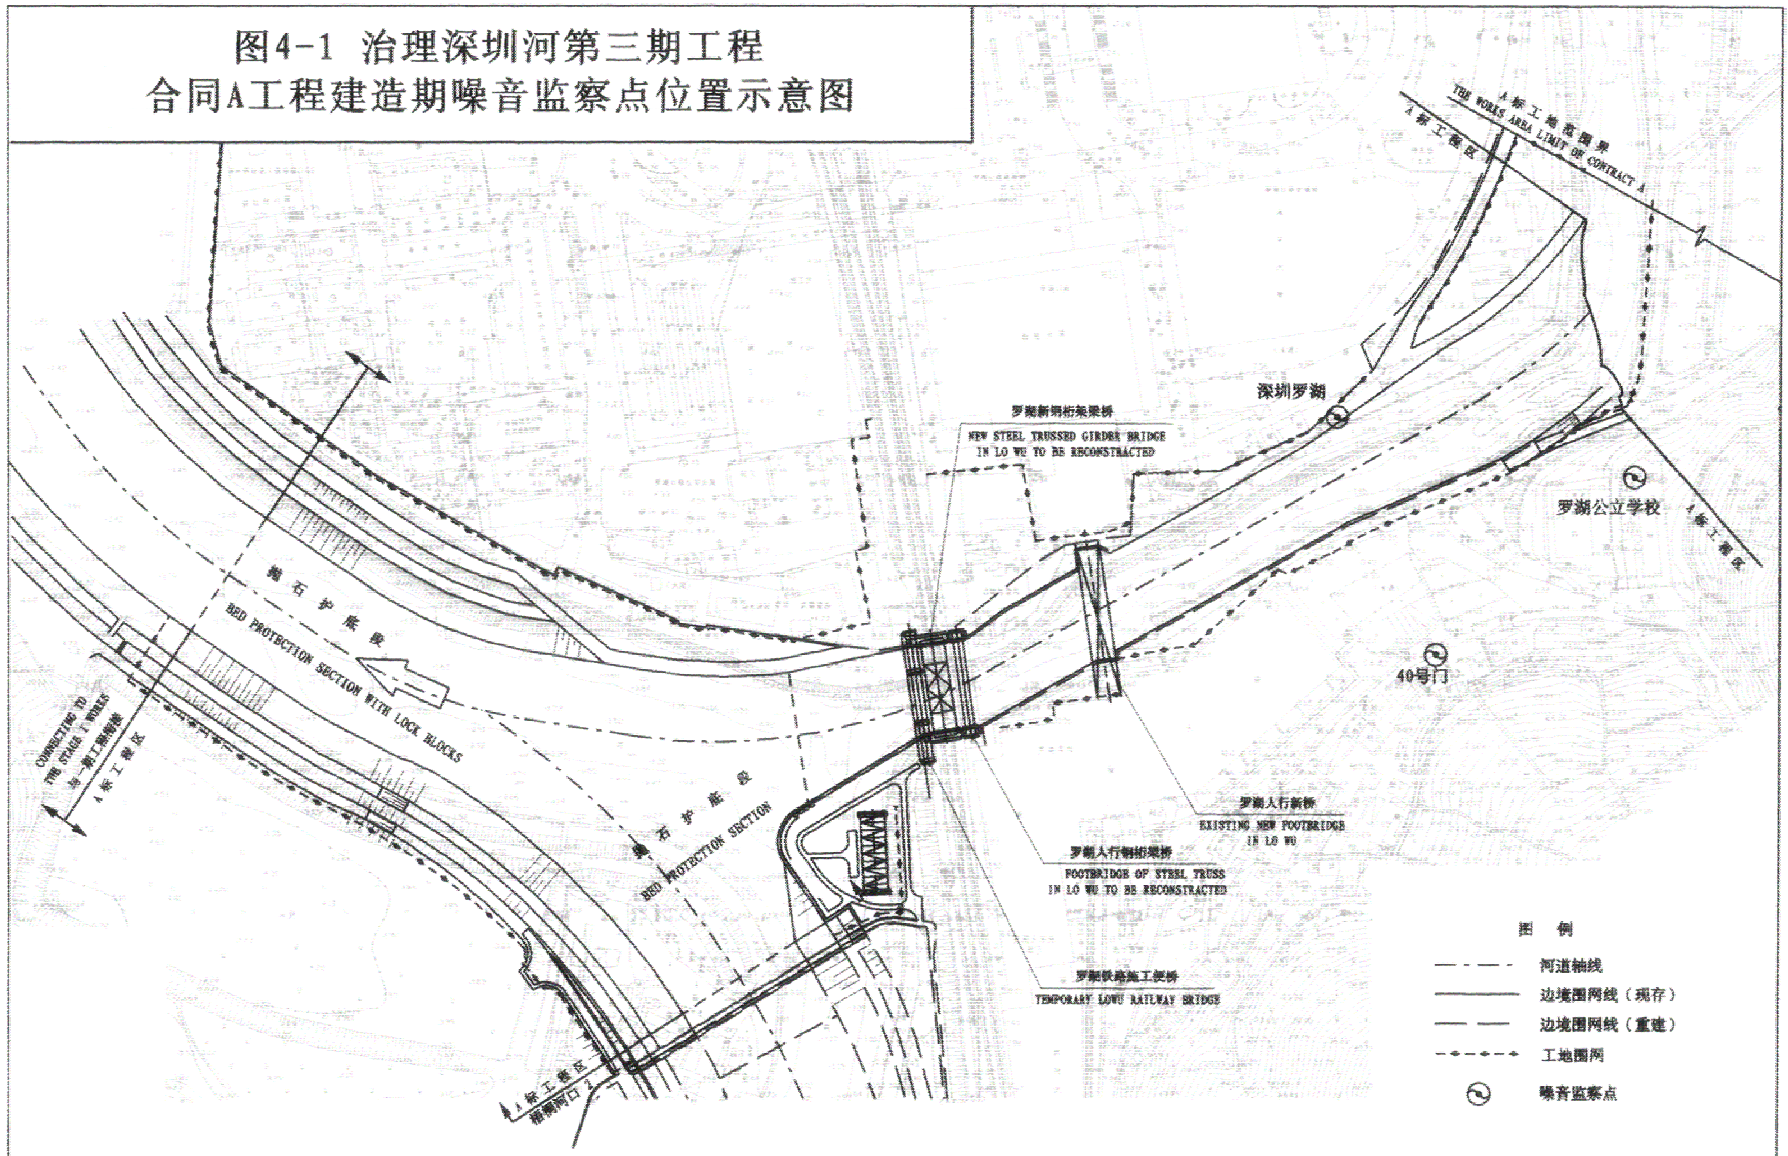 图4-1 治理深圳河第三期工程
合同A工程建造期噪音监察点位置示意图
A 标 工 地 范 围 界
THE WORKS AREA LIMIT OF CONTRACT A
A 标 工 程 区
深圳罗湖
罗湖新钢桁架梁桥
NEW STEEL TRUSSED GIRDER BRIDGE
IN LO WU TO BE RECONSTRACTED
罗湖公立学校
A 标 工 程 区
抛 石 护 底 段
BED PROTECTION SECTION WITH LOCK BLOCKS
40号门
CONNECTING TO
THE STAGE 1 WORKS
与一期工程衔接
A 标 工 程 区
石 护 底 段
BED PROTECTION SECTION
罗湖人行新桥
EXISTING NEW FOOTBRIDGE
IN LO WU
罗湖人行钢桁架桥
FOOTBRIDGE OF STEEL TRUSS
IN LO WU TO BE RECONSTRACTED
罗湖铁路施工便桥
TEMPORARY LOWU RAILWAY BRIDGE
A 标 工 程 区
梧桐河口
图 例
河道轴线
边境围网线（现存）
边境围网线（重建）
工地围网
噪音监察点